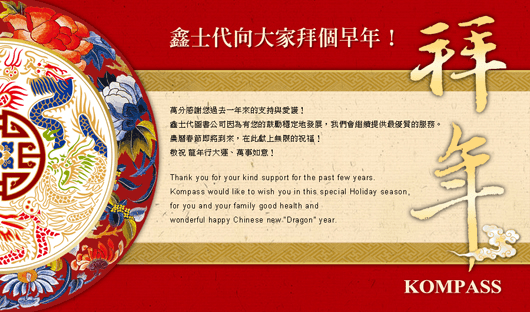 鑫士代向大家拜個早年！
拜年
萬分感謝您過去一年來的支持與愛護！
鑫士代圖書公司因為有您的鼓勵穩定地發展，我們會繼續提供最優質的服務。
農曆春節即將到來，在此獻上無限的祝福！
敬祝 龍年行大運、萬事如意！
Thank you for your kind support for the past few years.
Kompass would like to wish you in this special Holiday season,
for you and your family good health and
wonderful happy Chinese new "Dragon" year.
KOMPASS